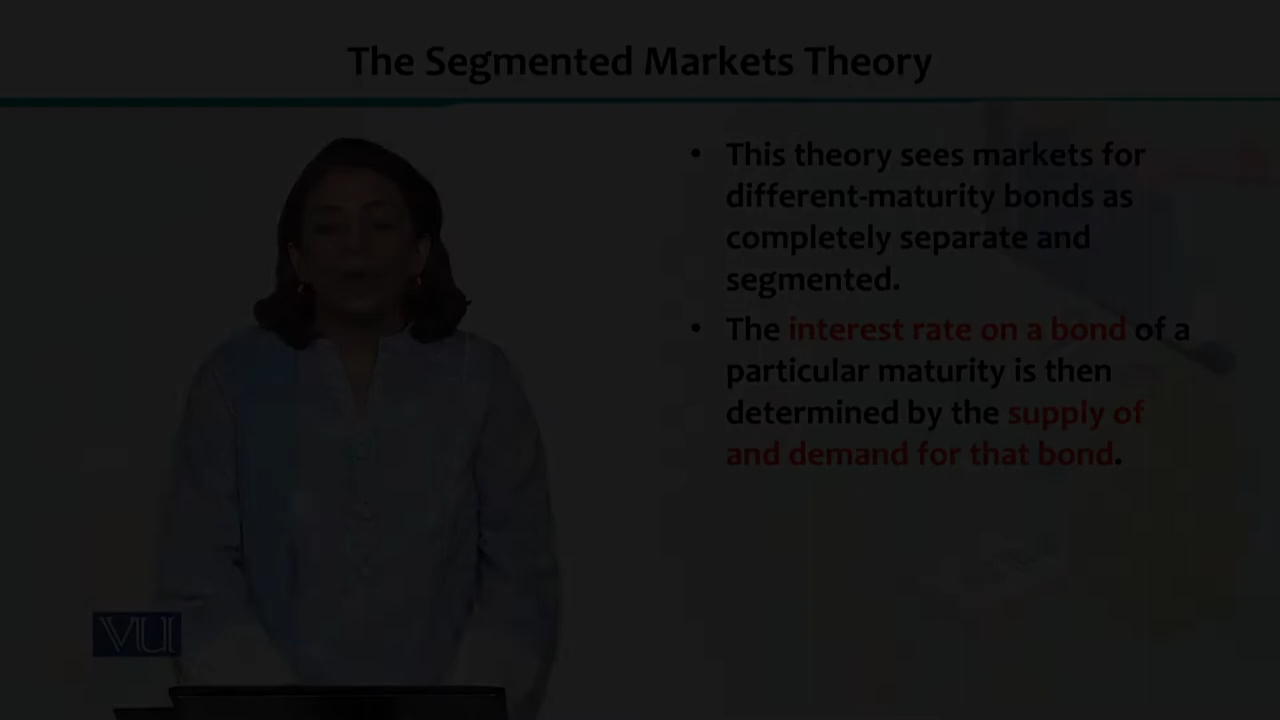 The Segmented Markets Theory
• This theory sees markets for
different-maturity bonds as
completely separate and
segmented.
• The interest rate on a bond of a
particular maturity is then
determined by the supply of
and demand for that bond.
VU